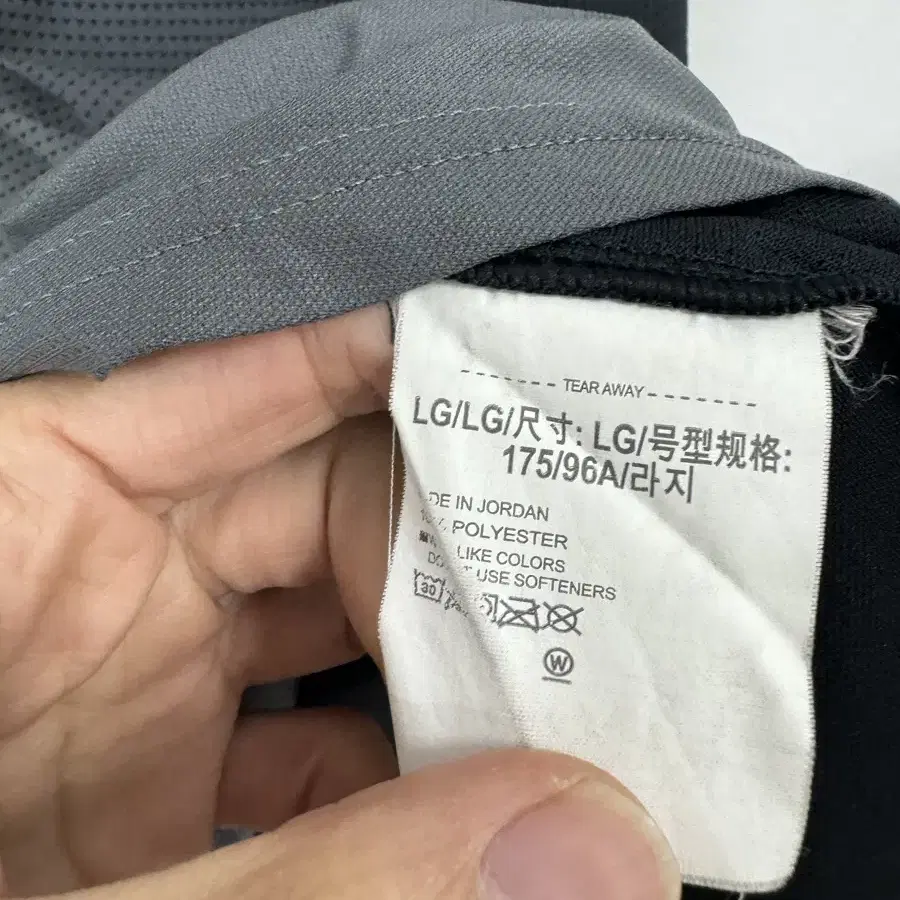 TEAR AWAY
LG/LG/尺寸: LG/号型规格:
175/96A/라지
DE IN JORDAN
POLYESTER
LIKE COLORS
USE SOFTENERS
30
W